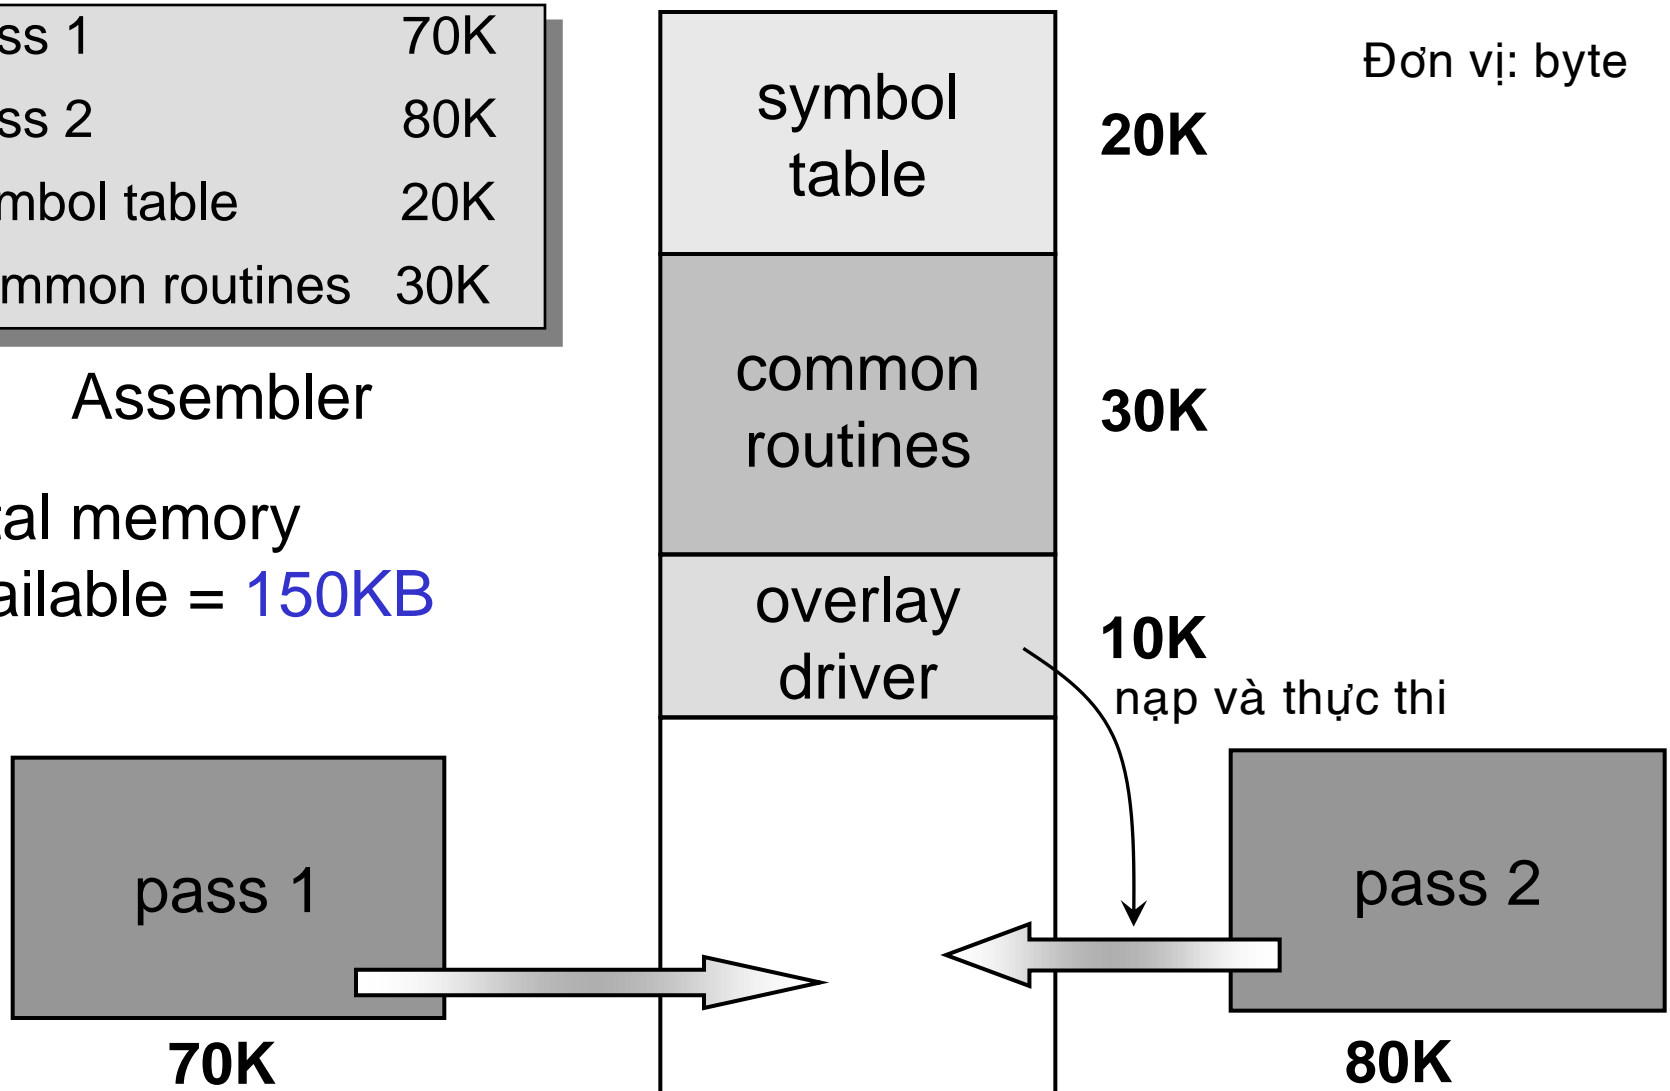 ss 1 70K
ss 2 80K
mbol table 20K
mmon routines 30K
Assembler
tal memory
ailable = 150KB
symbol
table
20K
common
routines
30K
overlay
driver
10K
Đơn vị: byte
nạp và thực thi
pass 1
70K
pass 2
80K